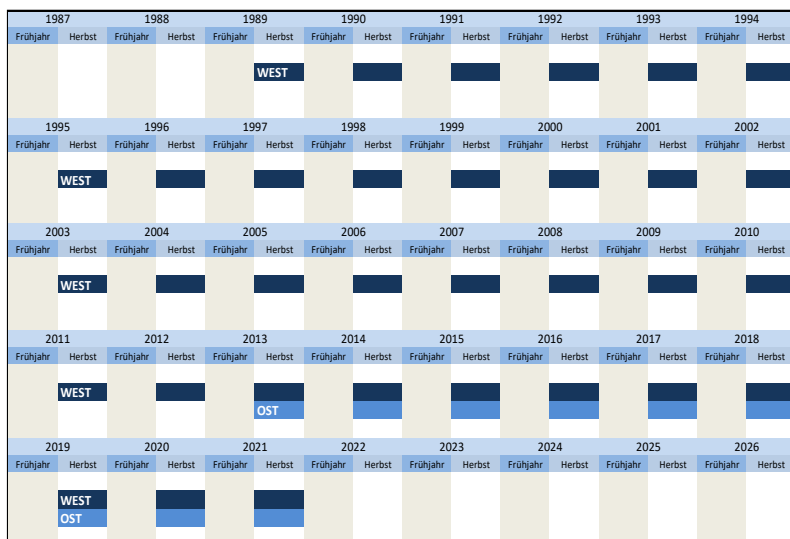 1987 1988 1989 1990 1991 1992 1993 1994
Frühjahr Herbst Frühjahr Herbst Frühjahr Herbst Frühjahr Herbst Frühjahr Herbst Frühjahr Herbst Frühjahr Herbst Frühjahr Herbst
WEST
1995 1996 1997 1998 1999 2000 2001 2002
Frühjahr Herbst Frühjahr Herbst Frühjahr Herbst Frühjahr Herbst Frühjahr Herbst Frühjahr Herbst Frühjahr Herbst Frühjahr Herbst
WEST
2003 2004 2005 2006 2007 2008 2009 2010
Frühjahr Herbst Frühjahr Herbst Frühjahr Herbst Frühjahr Herbst Frühjahr Herbst Frühjahr Herbst Frühjahr Herbst Frühjahr Herbst
WEST
2011 2012 2013 2014 2015 2016 2017 2018
Frühjahr Herbst Frühjahr Herbst Frühjahr Herbst Frühjahr Herbst Frühjahr Herbst Frühjahr Herbst Frühjahr Herbst Frühjahr Herbst
WEST
OST
2019 2020 2021 2022 2023 2024 2025 2026
Frühjahr Herbst Frühjahr Herbst Frühjahr Herbst Frühjahr Herbst Frühjahr Herbst Frühjahr Herbst Frühjahr Herbst Frühjahr Herbst
WEST
OST